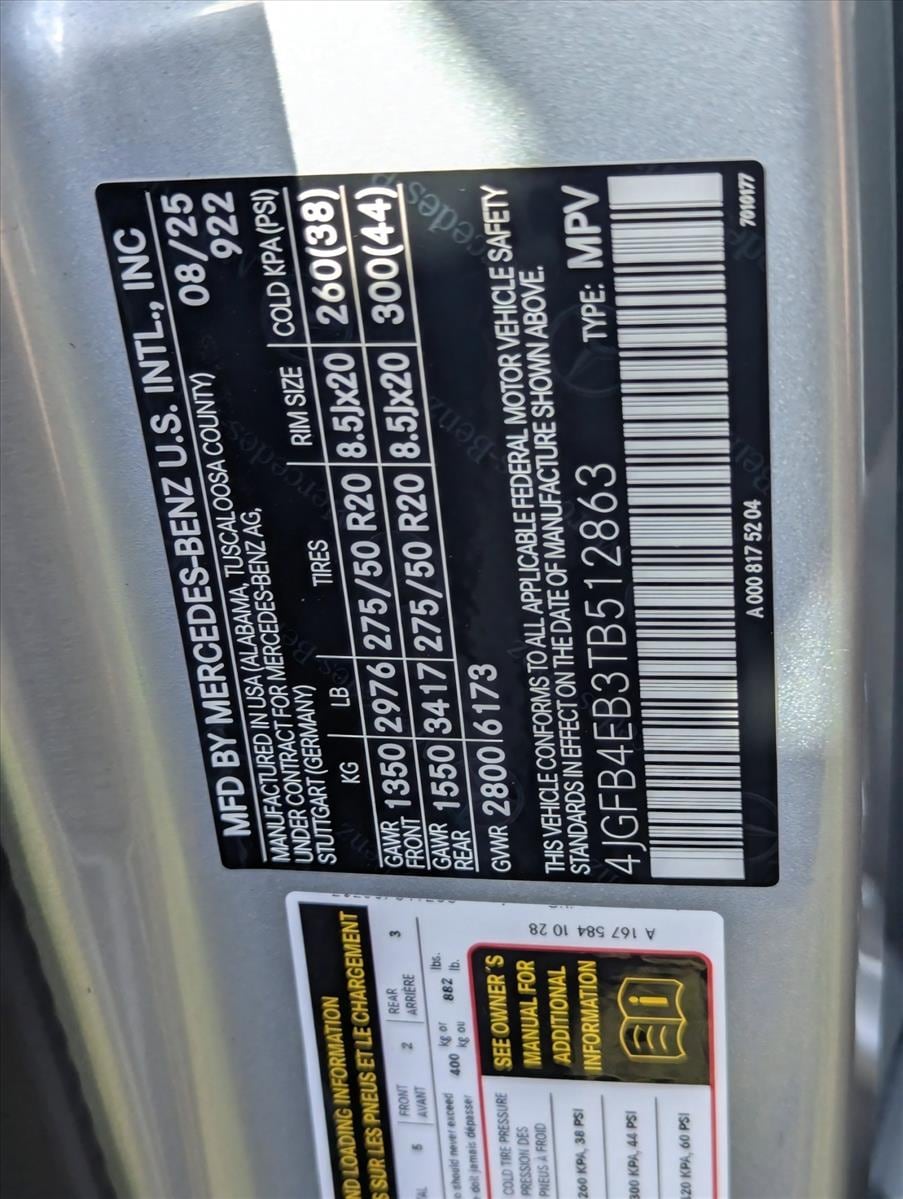 MFD BY MERCEDES-BENZ U.S. INTL., INC
MANUFACTURED IN USA (ALABAMA, TUSCALOOSA COUNTY) 08/25
UNDER CONTRACT FOR MERCEDES-BENZ AG, 922
STUTTGART (GERMANY)
KG LB TIRES RIM SIZE COLD KPA (PSI)
GAWR FRONT 1350 2976 275/50 R20 8.5Jx20 260(38)
GAWR REAR 1550 3417 275/50 R20 8.5Jx20 300(44)
GVWR 2800 6173
THIS VEHICLE CONFORMS TO ALL APPLICABLE FEDERAL MOTOR VEHICLE SAFETY
STANDARDS IN EFFECT ON THE DATE OF MANUFACTURE SHOWN ABOVE.
4JGFB4EB3TB512863 TYPE: MPV
A 000 817 52 04 7010177
LOADING INFORMATION
SUR LES PNEUS ET LE CHARGEMENT
5 FRONT 2 REAR 3
AVANT ARRIÈRE
should never exceed 400 kg or 882 lbs.
doit jamais dépasser kg ou lb.
COLD TIRE PRESSURE
PRESSION DES
PNEUS À FROID
260 KPA, 38 PSI
300 KPA, 44 PSI
420 KPA, 60 PSI
SEE OWNER'S
MANUAL FOR
ADDITIONAL
INFORMATION
A 167 584 10 28